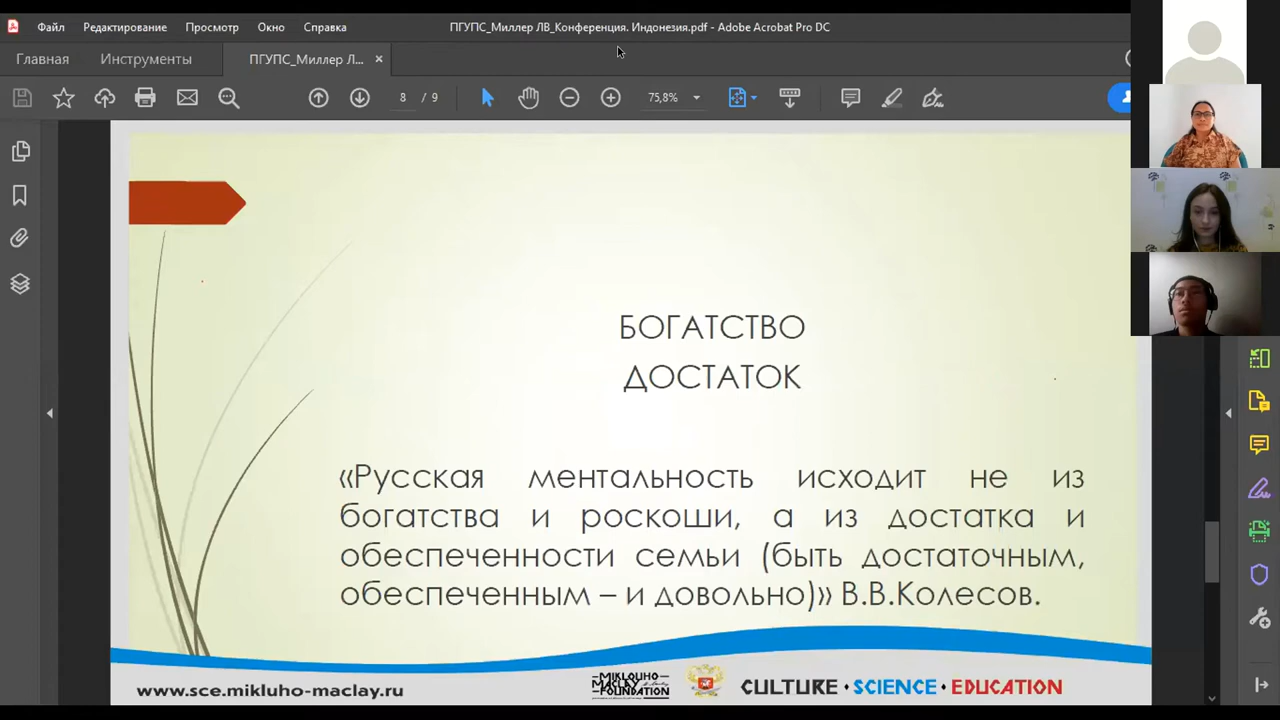 Файл Редактирование Просмотр Окно Справка
ПГУПС_Миллер ЛВ_Конференция. Индонезия.pdf - Adobe Acrobat Pro DC
Главная Инструменты ПГУПС_Миллер Л... ×
8 / 9 75,8%
БОГАТСТВО
ДОСТАТОК
«Русская ментальность исходит не из
богатства и роскоши, а из достатка и
обеспеченности семьи (быть достаточным,
обеспеченным – и довольно)» В.В.Колесов.
www.sce.mikluho-maclay.ru
MIKLOUHO
MACLAY
FOUNDATION
CULTURE • SCIENCE • EDUCATION